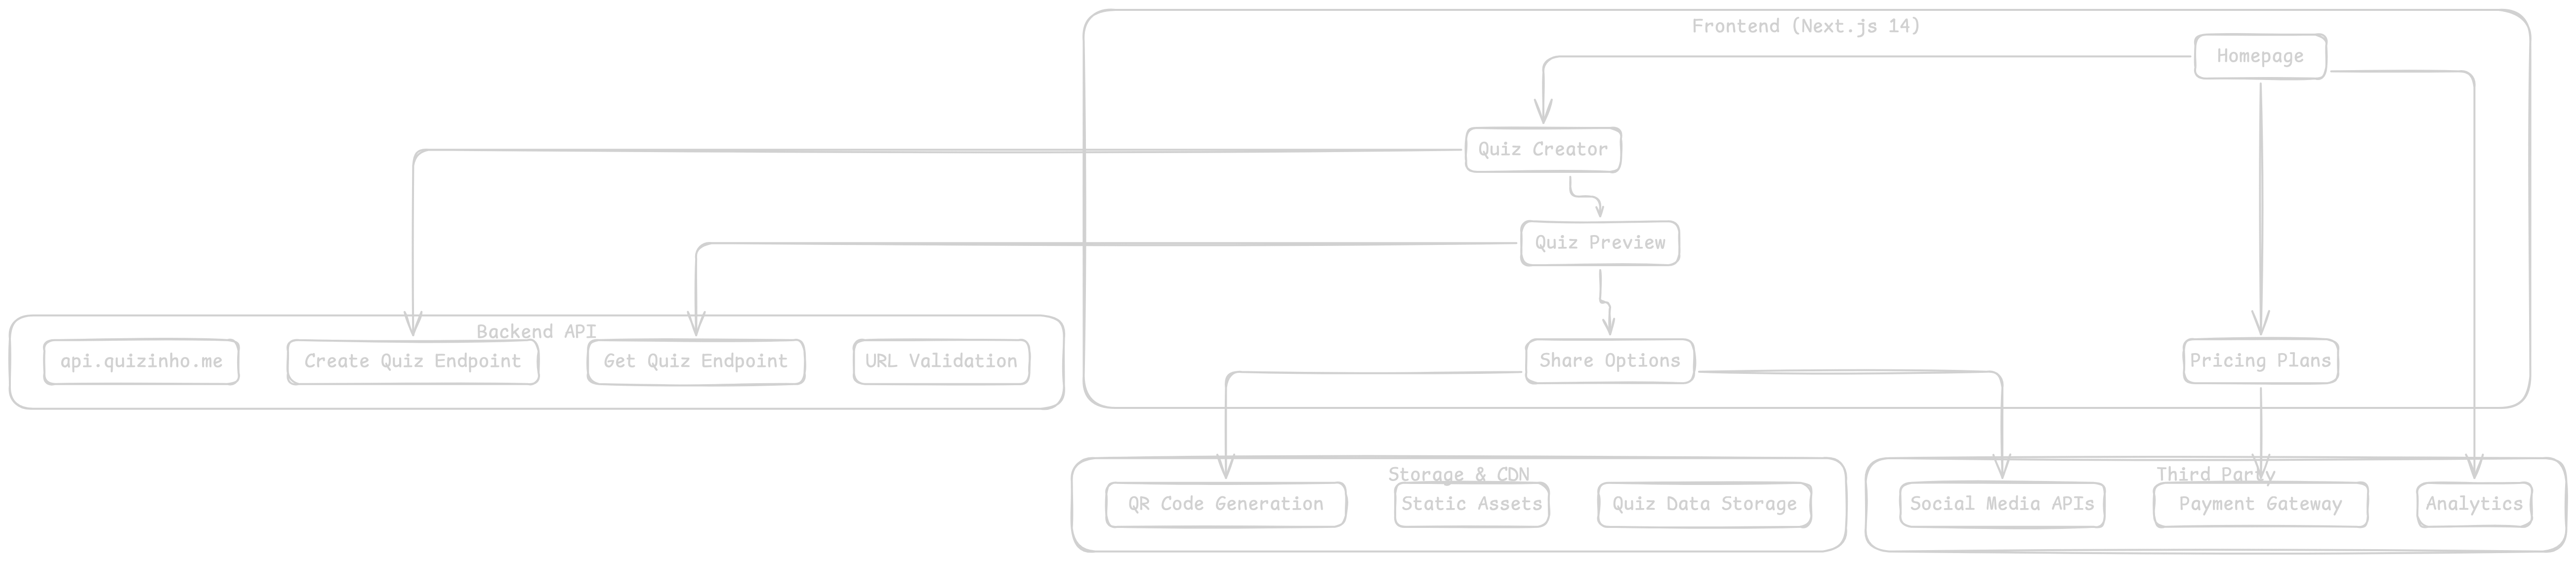 Frontend (Next.js 14)
Homepage
Quiz Creator
Quiz Preview
Backend API
api.quizinho.me
Create Quiz Endpoint
Get Quiz Endpoint
URL Validation
Share Options
Pricing Plans
Storage & CDN
QR Code Generation
Static Assets
Quiz Data Storage
Third Party
Social Media APIs
Payment Gateway
Analytics